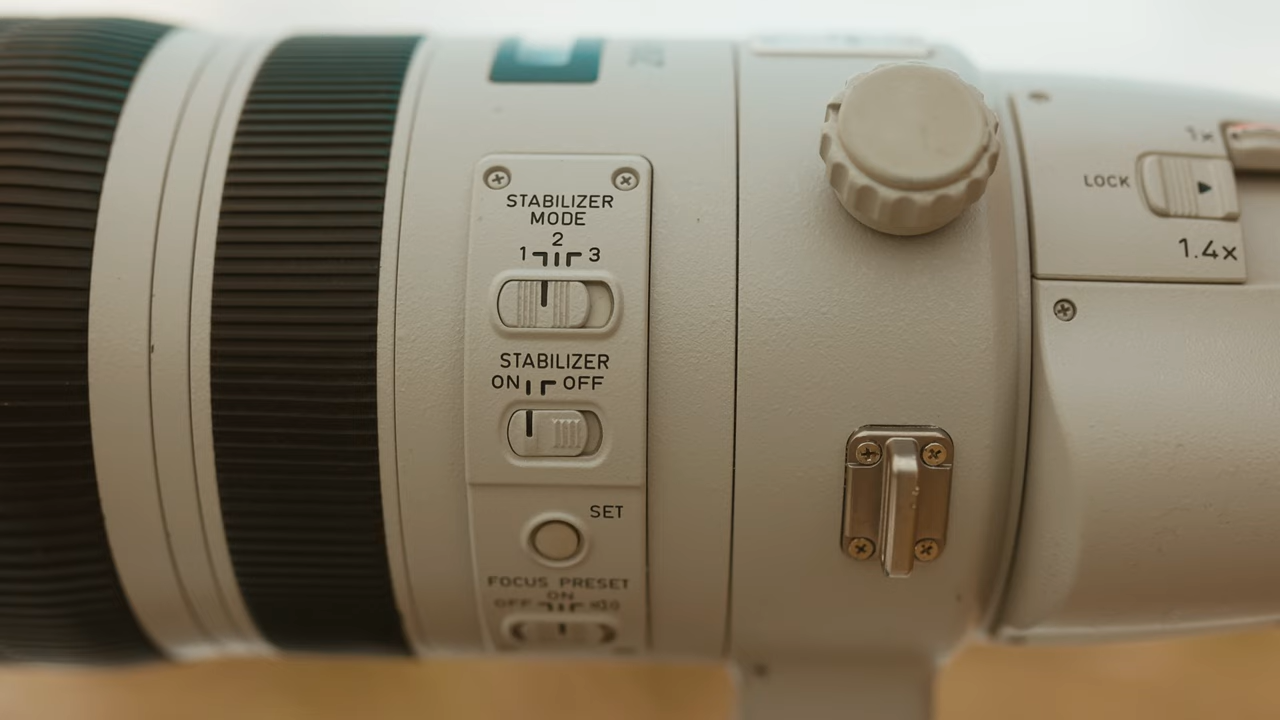 STABILIZER
MODE
2
1 3
STABILIZER
ON OFF
SET
FOCUS PRESET
ON
OFF
1x
LOCK
1.4x